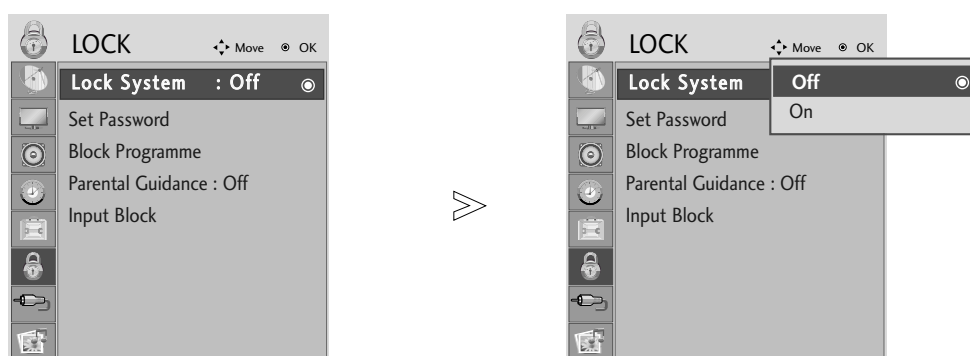 LOCK Move OK
Lock System : Off
Set Password
Block Programme
Parental Guidance : Off
Input Block
LOCK Move OK
Lock System Off
On
Set Password
Block Programme
Parental Guidance : Off
Input Block